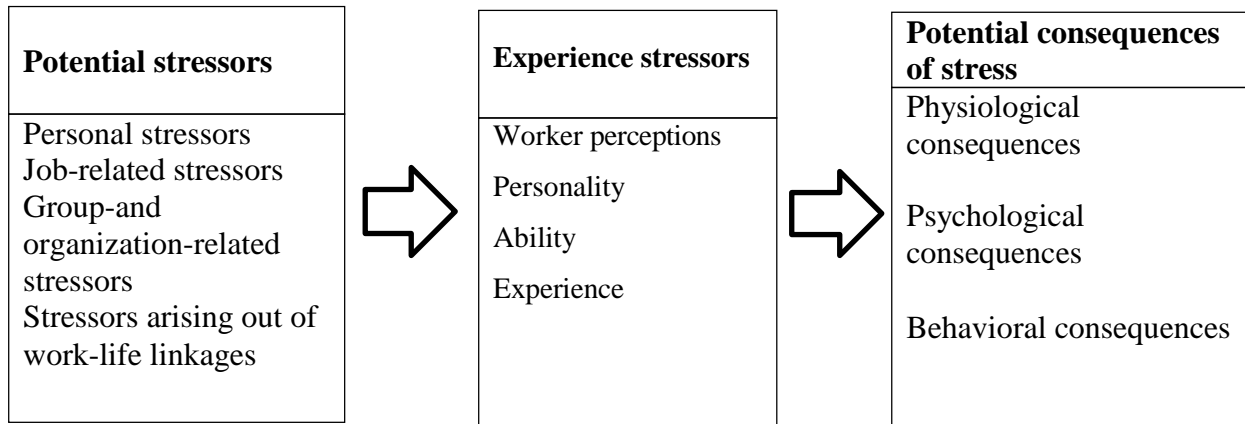 Potential stressors
Personal stressors
Job-related stressors
Group-and
organization-related
stressors
Stressors arising out of
work-life linkages
Experience stressors
Worker perceptions
Personality
Ability
Experience
Potential consequences
of stress
Physiological
consequences
Psychological
consequences
Behavioral consequences